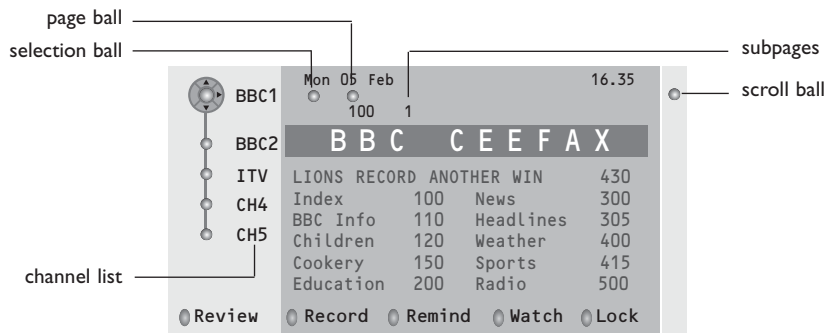 page ball
selection ball
subpages
scroll ball
channel list
Mon 05 Feb 16.35
100 1
BBC1
BBC2
ITV
CH4
CH5
BBC CEEFAX
LIONS RECORD ANOTHER WIN 430
Index 100 News 300
BBC Info 110 Headlines 305
Children 120 Weather 400
Cookery 150 Sports 415
Education 200 Radio 500
Review Record Remind Watch Lock